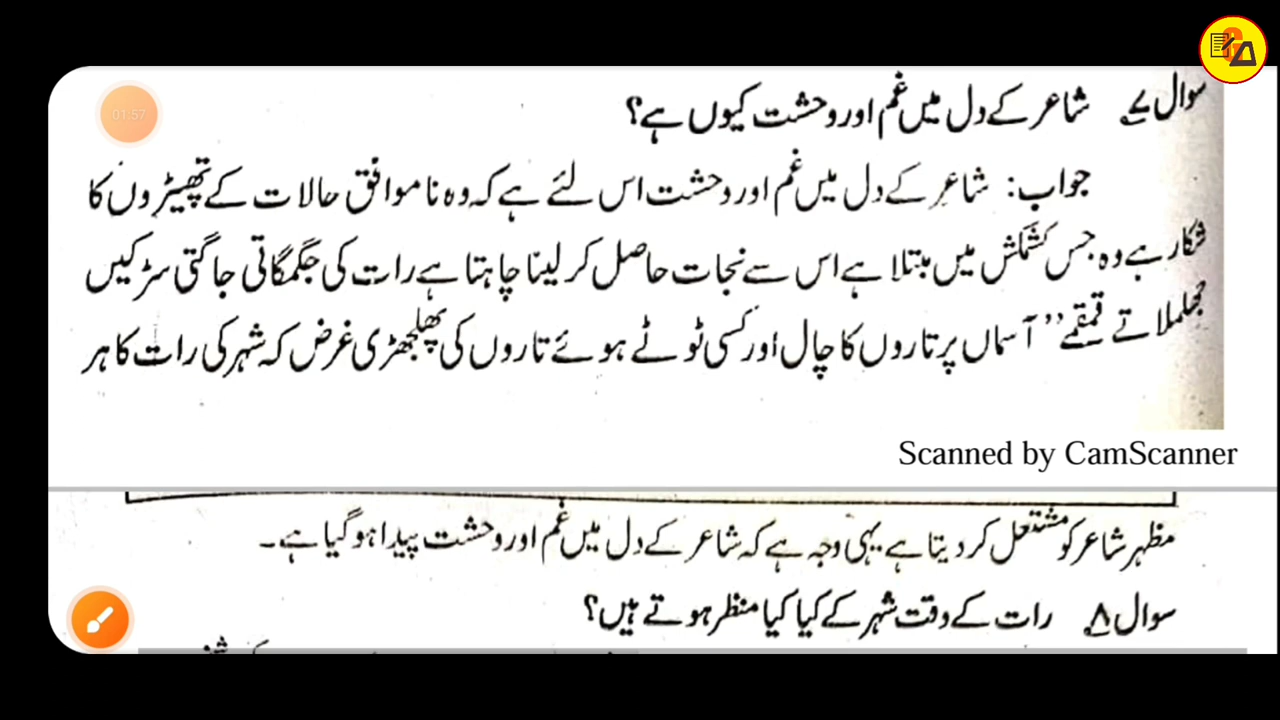 01:57
سوال ۷۔ شاعر کے دل میں غم اور وحشت کیوں ہے؟
جواب: شاعر کے دل میں غم اور وحشت اس لئے ہے کہ وہ نا موافق حالات کے تھپیڑوں کا
شکار ہے وہ جس کشمکش میں مبتلا ہے اس سے نجات حاصل کر لینا چاہتا ہے رات کی جگمگاتی جاگتی سڑکیں
جھلملاتے قمقمے" آسماں پر تاروں کا جال اور کسی ٹوٹے ہوئے تاروں کی پھلجھڑی غرض کہ شہر کی رات کا ہر
Scanned by CamScanner
مظہر شاعر کو مشتعل کر دیتا ہے یہی وجہ ہے کہ شاعر کے دل میں غم اور وحشت پیدا ہو گیا ہے۔
سوال ۸۔ رات کے وقت شہر کے کیا کیا منظر ہوتے ہیں؟